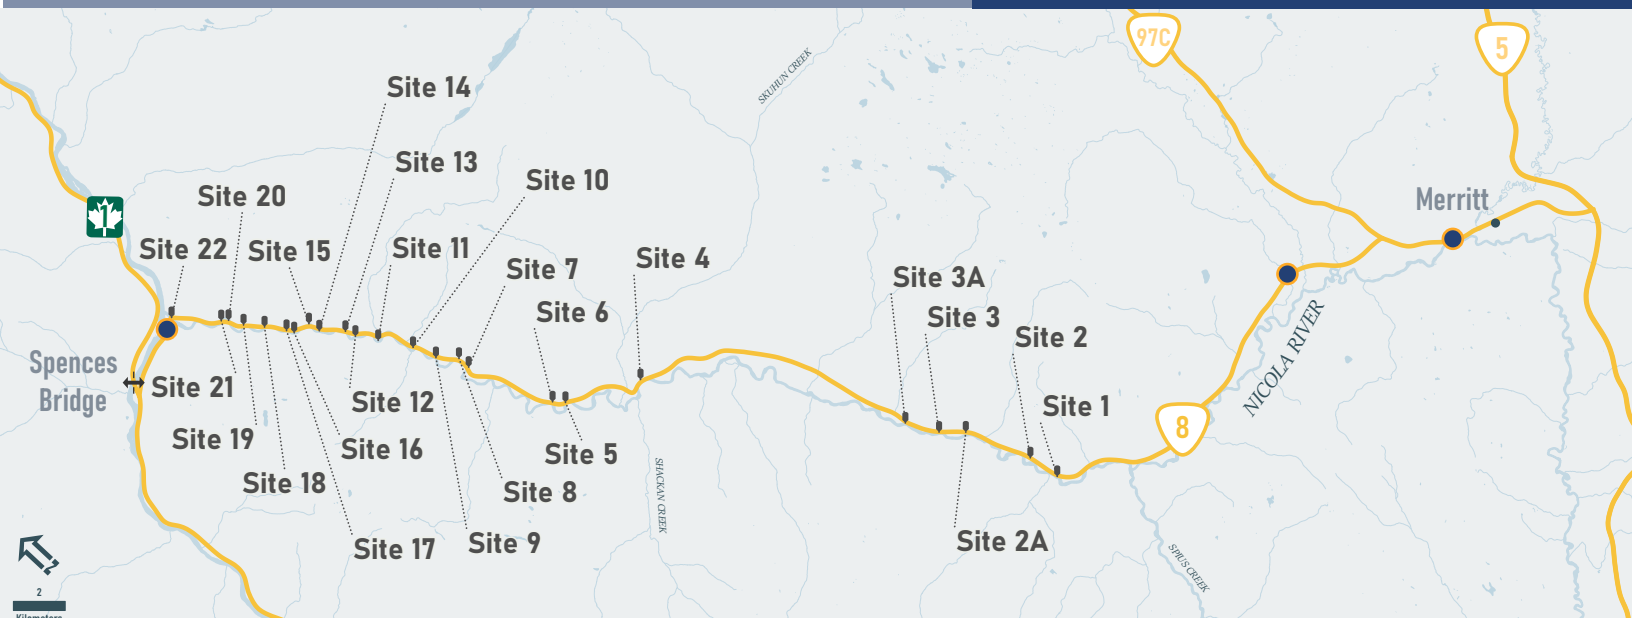 97C
5
SKUHUN CREEK
Site 14
Site 13
Site 10
Site 20
Merritt
1
Site 22
Site 15
Site 11
Site 7
Site 4
Site 3A
Site 6
Site 3
Site 2
NICOLA RIVER
Spences
Bridge
Site 21
Site 12
Site 1
8
Site 19
Site 16
Site 5
Site 18
Site 8
SHACKAN CREEK
Site 17
Site 9
Site 2A
SPIUS CREEK
N
2
Kilometers